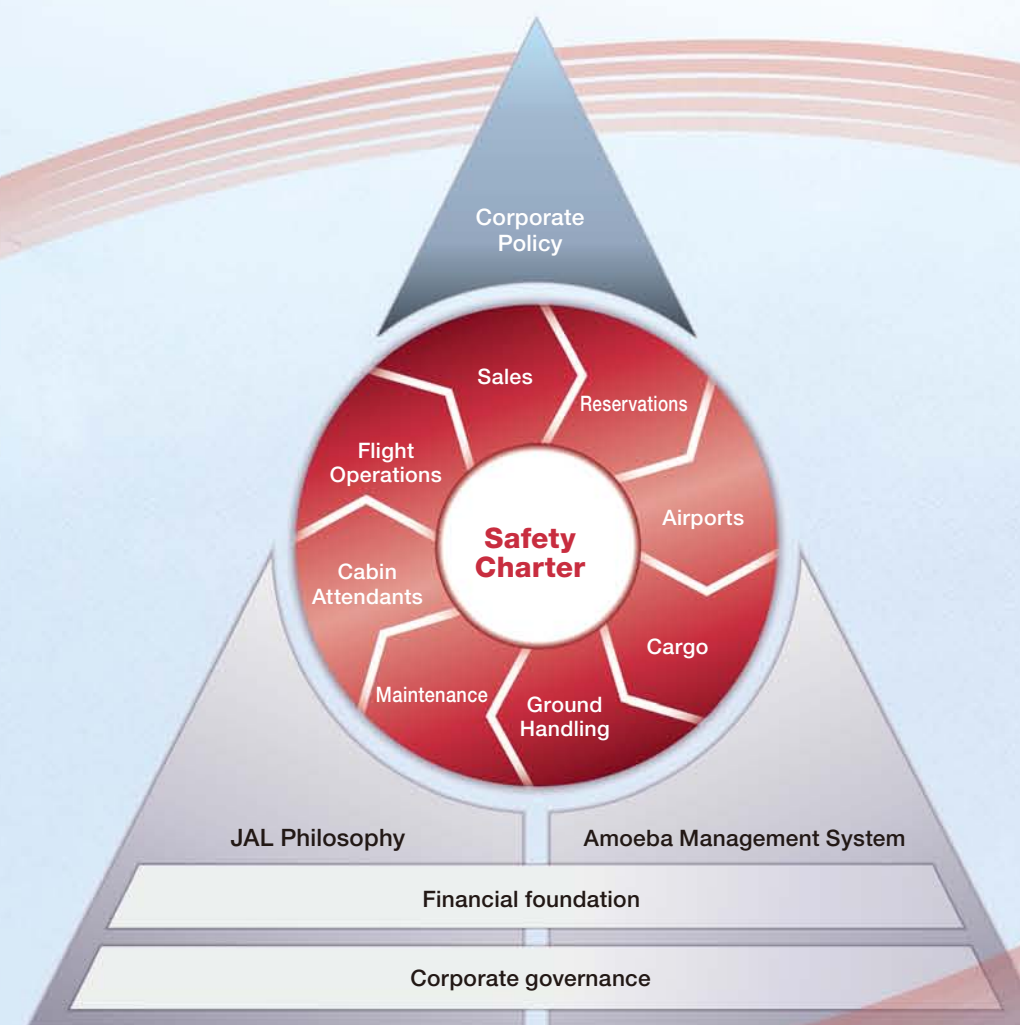 Corporate
Policy
Sales
Reservations
Flight
Operations
Airports
Safety
Charter
Cabin
Attendants
Cargo
Maintenance
Ground
Handling
JAL Philosophy
Amoeba Management System
Financial foundation
Corporate governance